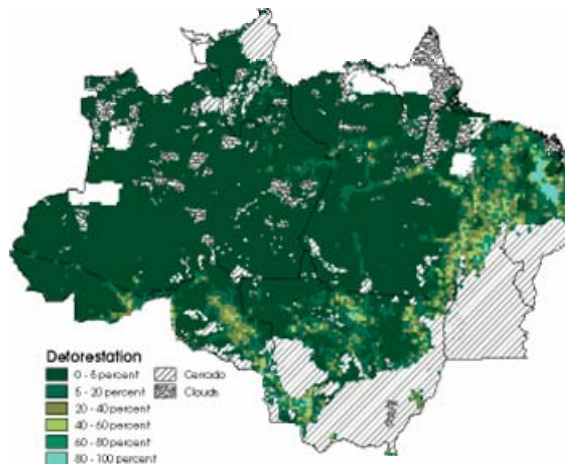 Deforestation
0 - 5 percent
5 - 20 percent
20 - 40 percent
40 - 60 percent
60 - 80 percent
80 - 100 percent
Cerrado
Clouds